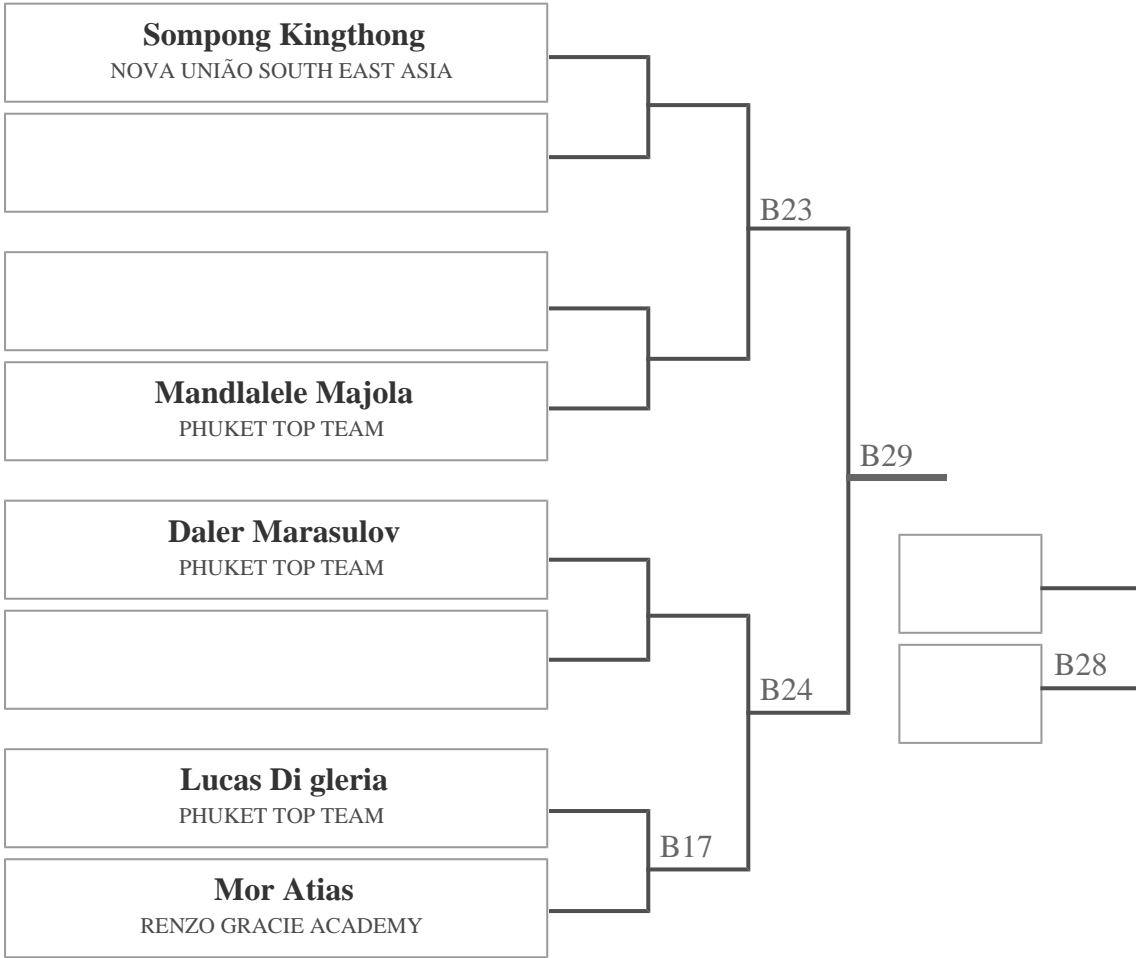 Sompong Kingthong
NOVA UNIÃO SOUTH EAST ASIA
B23
Mandlalele Majola
PHUKET TOP TEAM
B29
Daler Marasulov
PHUKET TOP TEAM
B28
B24
Lucas Di gleria
PHUKET TOP TEAM
B17
Mor Atias
RENZO GRACIE ACADEMY